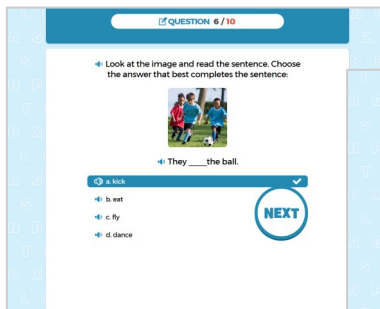 QUESTION 6 / 10
Look at the image and read the sentence. Choose
the answer that best completes the sentence:
They ____the ball.
a. kick
b. eat
c. fly
d. dance
NEXT